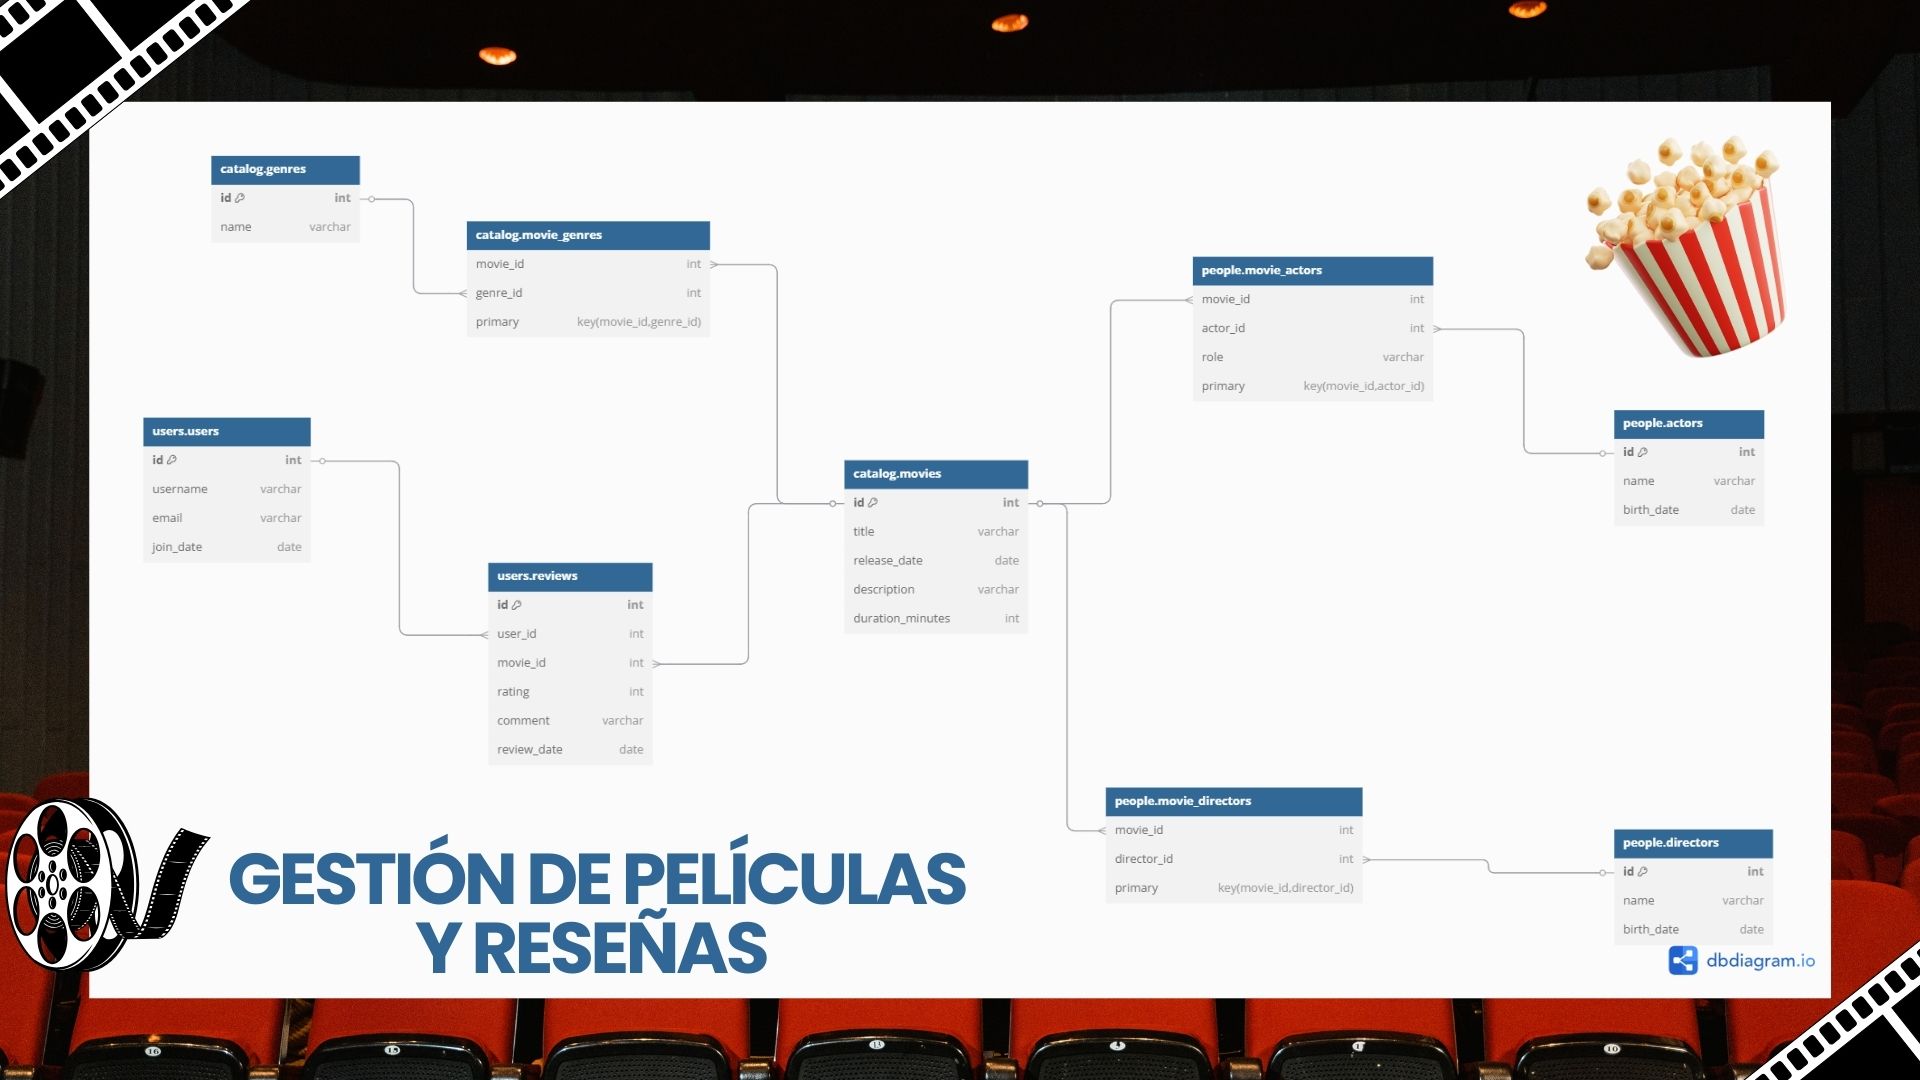 catalog.genres
id int
name varchar
catalog.movie_genres
movie_id int
genre_id int
primary key(movie_id,genre_id)
people.movie_actors
movie_id int
actor_id int
role varchar
primary key(movie_id,actor_id)
users.users
id int
username varchar
email varchar
join_date date
people.actors
id int
name varchar
birth_date date
catalog.movies
id int
title varchar
release_date date
description varchar
duration_minutes int
users.reviews
id int
user_id int
movie_id int
rating int
comment varchar
review_date date
people.movie_directors
movie_id int
director_id int
primary key(movie_id,director_id)
people.directors
id int
name varchar
birth_date date
GESTIÓN DE PELÍCULAS
Y RESEÑAS
dbdiagram.io
16
13
10